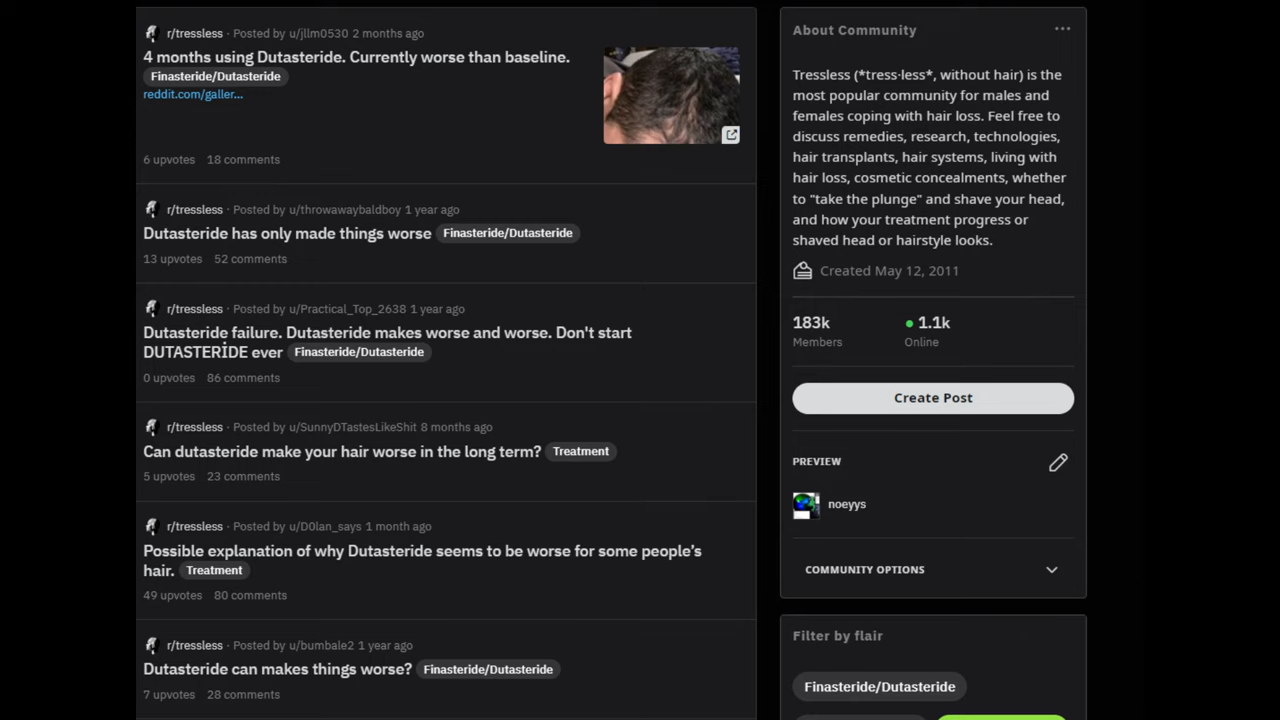 r/tressless · Posted by u/jllm0530 2 months ago
4 months using Dutasteride. Currently worse than baseline.
Finasteride/Dutasteride
reddit.com/galler...
6 upvotes 18 comments
r/tressless · Posted by u/throwawaybaldboy 1 year ago
Dutasteride has only made things worse Finasteride/Dutasteride
13 upvotes 52 comments
r/tressless · Posted by u/Practical_Top_2638 1 year ago
Dutasteride failure. Dutasteride makes worse and worse. Don't start
DUTASTERIDE ever Finasteride/Dutasteride
0 upvotes 86 comments
r/tressless · Posted by u/SunnyDTastesLikeShit 8 months ago
Can dutasteride make your hair worse in the long term? Treatment
5 upvotes 23 comments
r/tressless · Posted by u/D0lan_says 1 month ago
Possible explanation of why Dutasteride seems to be worse for some people's
hair. Treatment
49 upvotes 80 comments
r/tressless · Posted by u/bumbale2 1 year ago
Dutasteride can makes things worse? Finasteride/Dutasteride
7 upvotes 28 comments
About Community
Tressless (*tress·less*, without hair) is the
most popular community for males and
females coping with hair loss. Feel free to
discuss remedies, research, technologies,
hair transplants, hair systems, living with
hair loss, cosmetic concealments, whether
to "take the plunge" and shave your head,
and how your treatment progress or
shaved head or hairstyle looks.
Created May 12, 2011
183k 1.1k
Members Online
Create Post
PREVIEW
noeyys
COMMUNITY OPTIONS
Filter by flair
Finasteride/Dutasteride